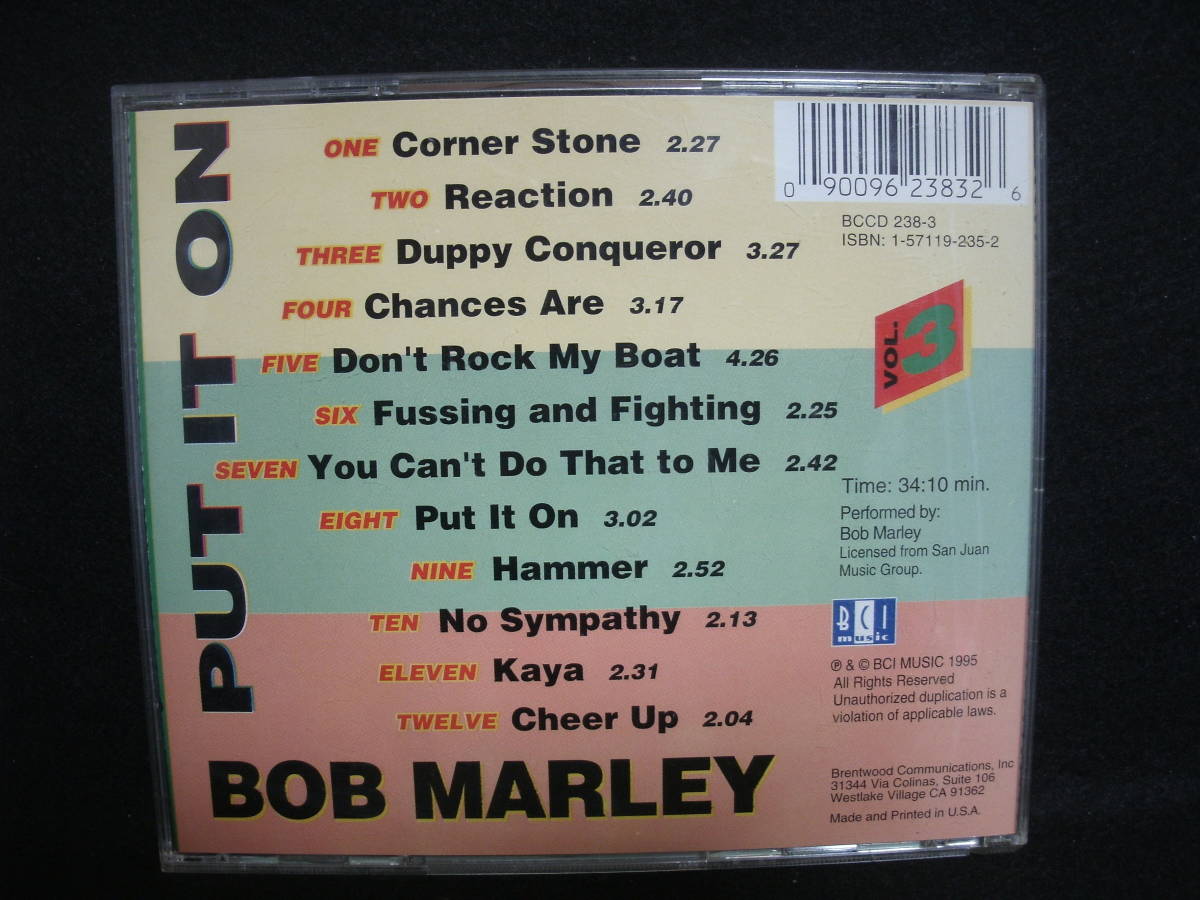 PUT IT ON
ONE Corner Stone 2.27
TWO Reaction 2.40
THREE Duppy Conqueror 3.27
FOUR Chances Are 3.17
FIVE Don't Rock My Boat 4.26
SIX Fussing and Fighting 2.25
SEVEN You Can't Do That to Me 2.42
EIGHT Put It On 3.02
NINE Hammer 2.52
TEN No Sympathy 2.13
ELEVEN Kaya 2.31
TWELVE Cheer Up 2.04
BOB MARLEY
0 90096 23832 6
BCCD 238-3
ISBN: 1-57119-235-2
VOL. 3
Time: 34:10 min.
Performed by:
Bob Marley
Licensed from San Juan
Music Group.
BCI
music
℗ & © BCI MUSIC 1995
All Rights Reserved
Unauthorized duplication is a
violation of applicable laws.
Brentwood Communications, Inc
31344 Via Colinas, Suite 106
Westlake Village CA 91362
Made and Printed in U.S.A.